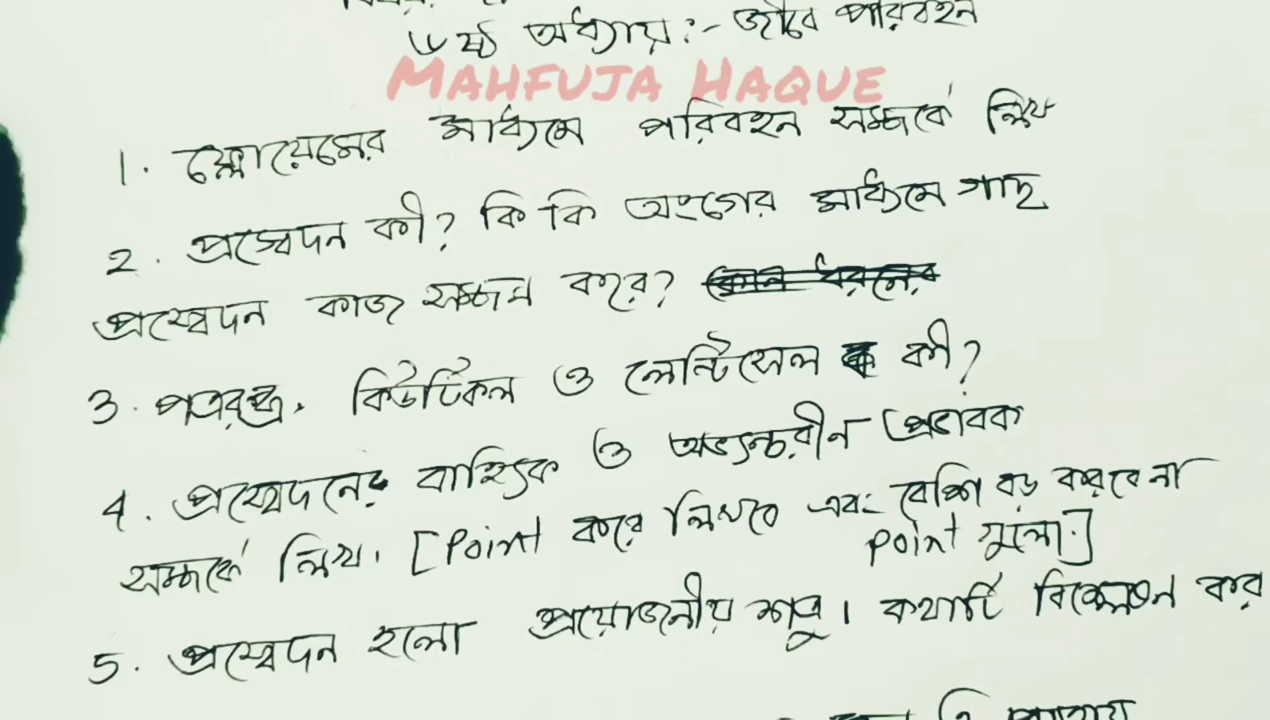 ৬ষ্ঠ অধ্যায় :- জীবে পরিবহন
MAHFUJA HAQUE
1. ফ্লোয়েমের মাধ্যমে পরিবহন সম্পর্কে লিখ
2. প্রস্বেদন কী? কি কি অংগের মাধ্যমে গাছ
প্রস্বেদন কাজ সম্পন্ন করে?
3. পত্ররন্ধ্র, কিউটিকল ও লেন্টিসেল কী?
4. প্রস্বেদনের বাহ্যিক ও অভ্যন্তরীন প্রভাবক
সম্পর্কে লিখ। [Point করে লিখবে এবং বেশি বড় করবে না
point গুলো।]
5. প্রস্বেদন হলো প্রয়োজনীয় শত্রু। কথাটি বিশ্লেষন কর